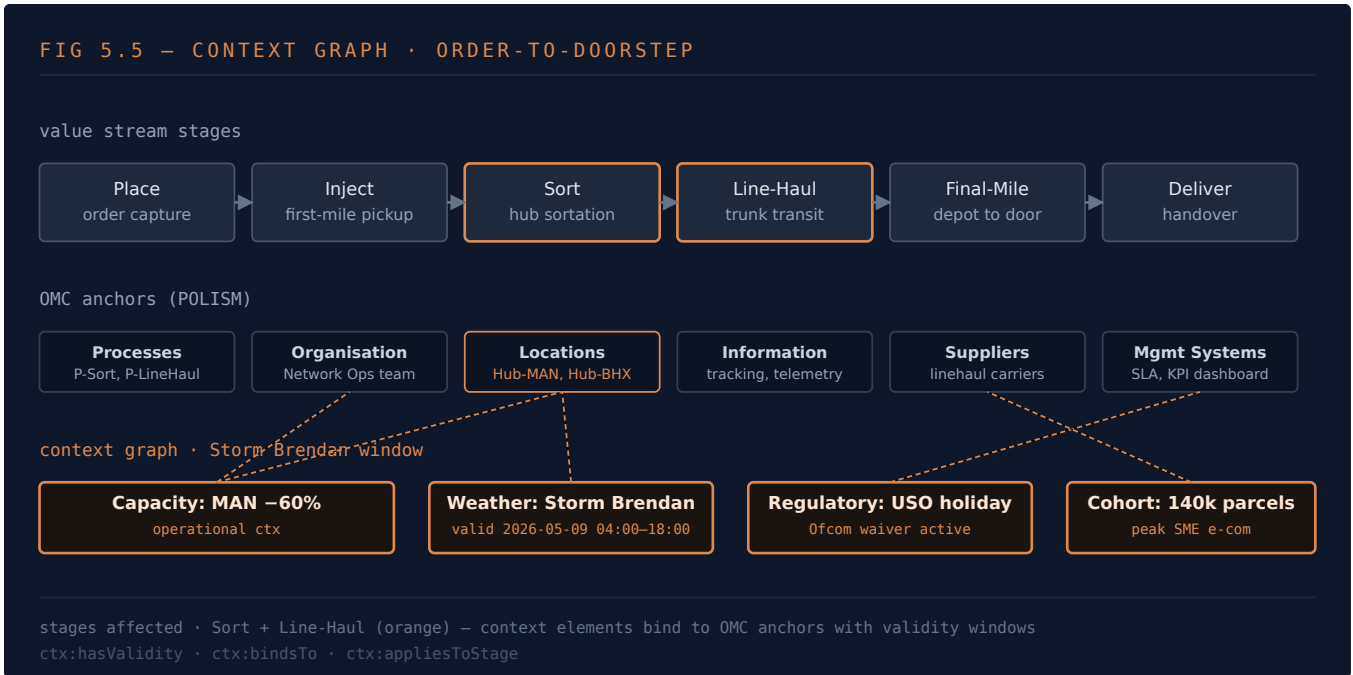 FIG 5.5 — CONTEXT GRAPH · ORDER-TO-DOORSTEP
value stream stages
Place
order capture
Inject
first-mile pickup
Sort
hub sortation
Line-Haul
trunk transit
Final-Mile
depot to door
Deliver
handover
OMC anchors (POLISM)
Processes
P-Sort, P-LineHaul
Organisation
Network Ops team
Locations
Hub-MAN, Hub-BHX
Information
tracking, telemetry
Suppliers
linehaul carriers
Mgmt Systems
SLA, KPI dashboard
context graph · Storm Brendan window
Capacity: MAN −60%
operational ctx
Weather: Storm Brendan
valid 2026-05-09 04:00–18:00
Regulatory: USO holiday
Ofcom waiver active
Cohort: 140k parcels
peak SME e-com
stages affected · Sort + Line-Haul (orange) — context elements bind to OMC anchors with validity windows
ctx:hasValidity · ctx:bindsTo · ctx:appliesToStage